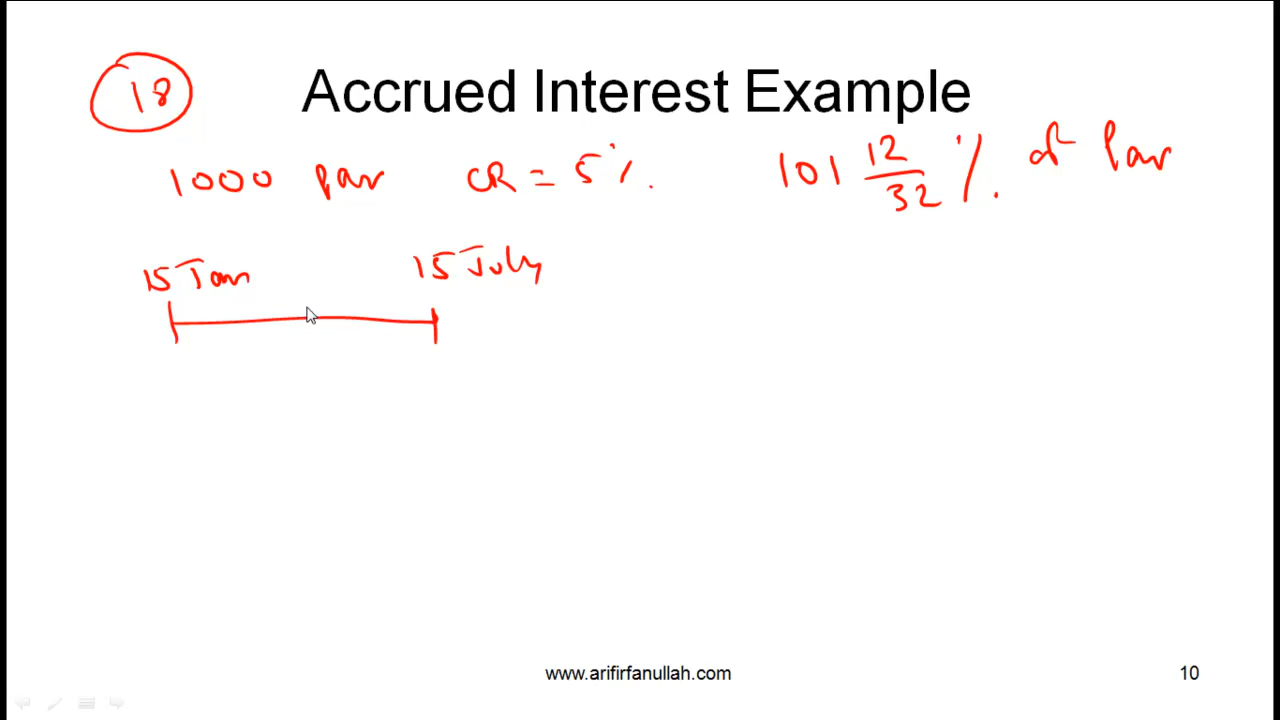 18
Accrued Interest Example
1000 par CR = 5% 101 12/32 % of Par
15 Jan 15 July
www.arifirfanullah.com 10